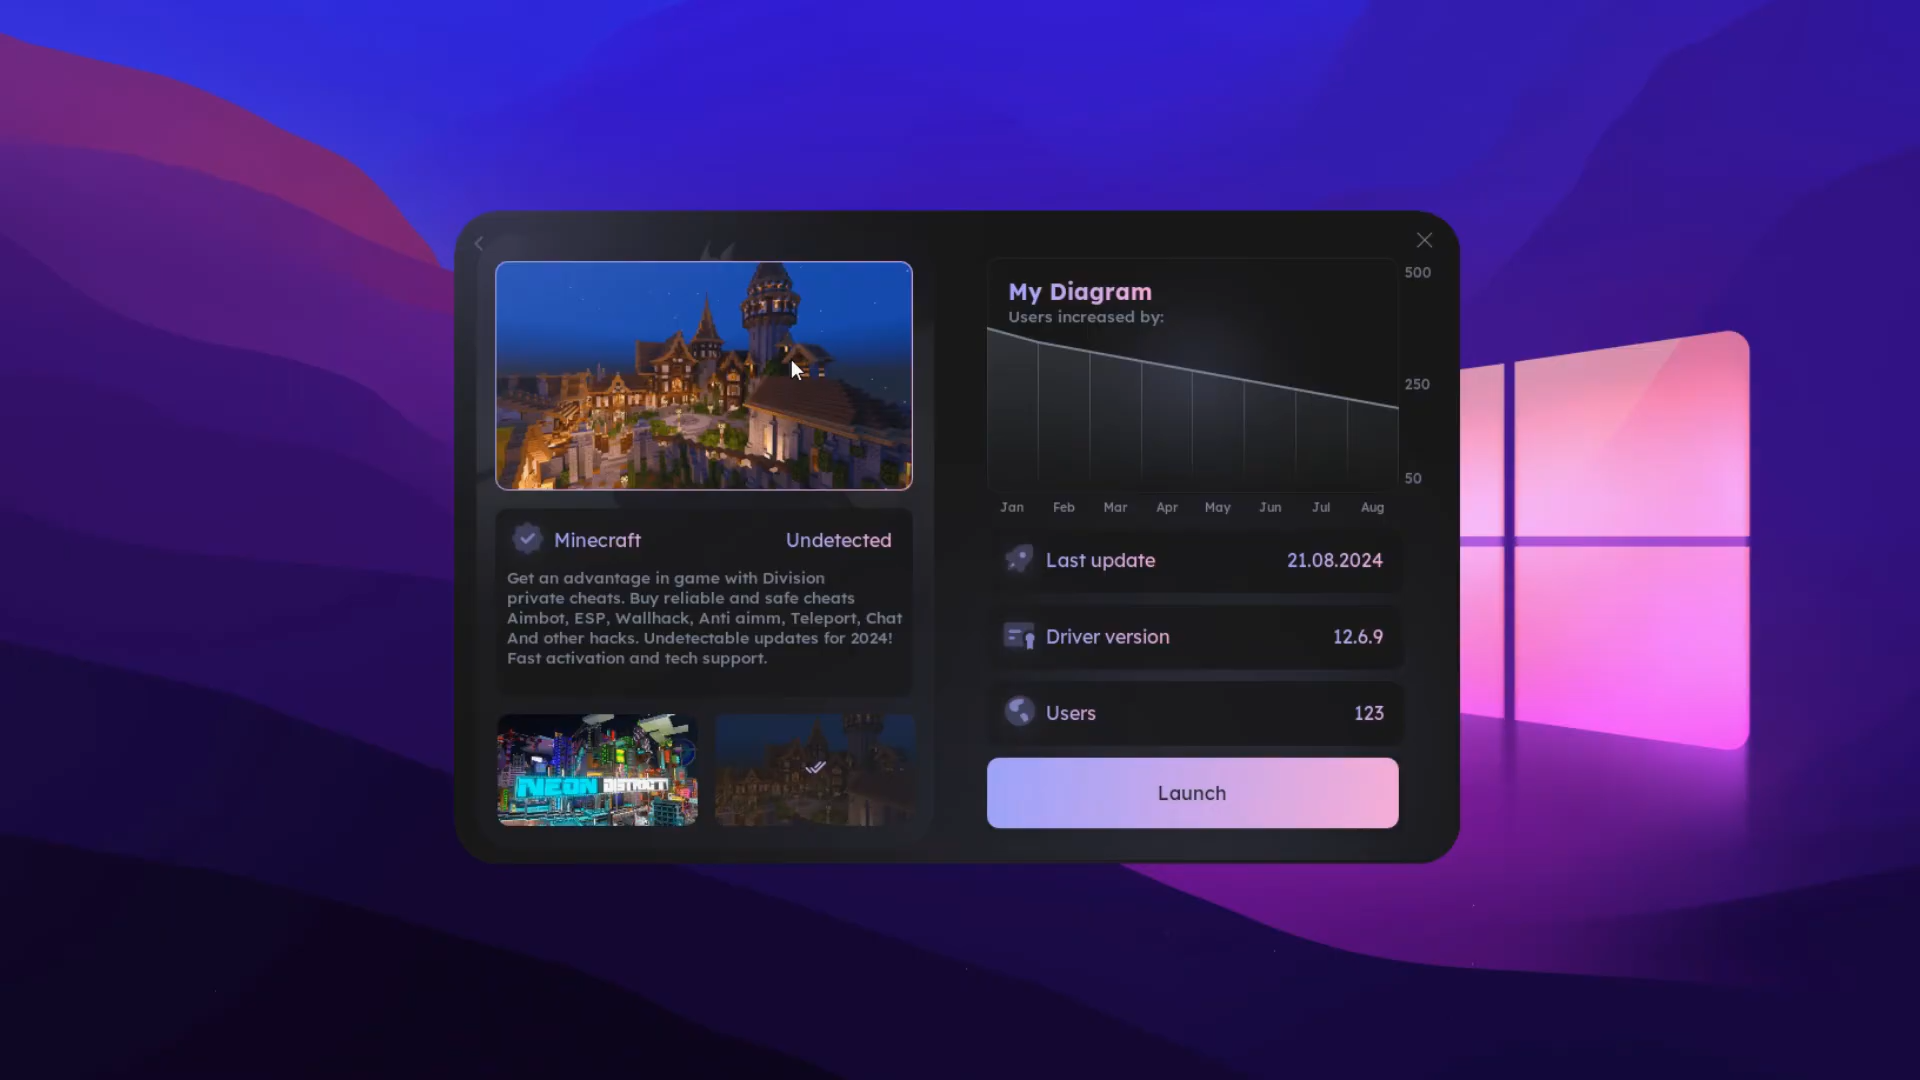 Minecraft Undetected
Get an advantage in game with Division
private cheats. Buy reliable and safe cheats
Aimbot, ESP, Wallhack, Anti aimm, Teleport, Chat
And other hacks. Undetectable updates for 2024!
Fast activation and tech support.
NEON DISTRICT
My Diagram
Users increased by:
500
250
50
Jan Feb Mar Apr May Jun Jul Aug
Last update 21.08.2024
Driver version 12.6.9
Users 123
Launch